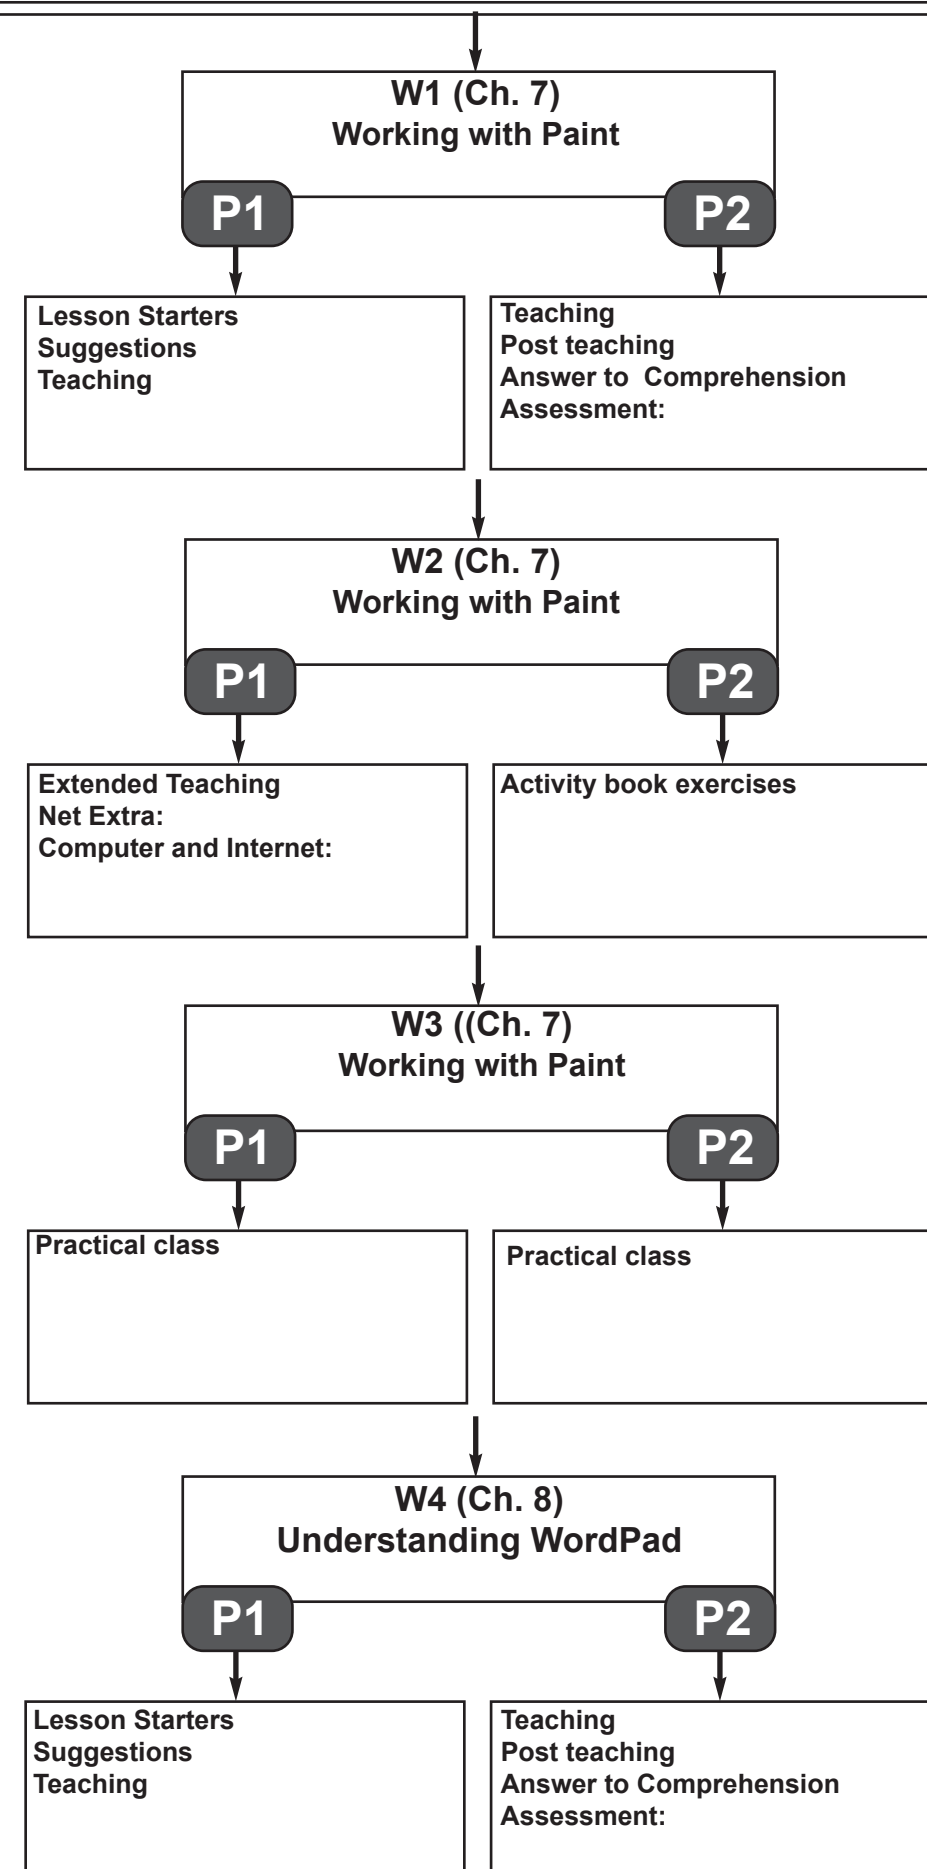 W1 (Ch. 7)
Working with Paint
P1
P2
Lesson Starters
Suggestions
Teaching
Teaching
Post teaching
Answer to  Comprehension
Assessment:
W2 (Ch. 7)
Working with Paint
P1
P2
Extended Teaching
Net Extra:
Computer and Internet:
Activity book exercises
W3 ((Ch. 7)
Working with Paint
P1
P2
Practical class
Practical class
W4 (Ch. 8)
Understanding WordPad
P1
P2
Lesson Starters
Suggestions
Teaching
Teaching
Post teaching
Answer to Comprehension
Assessment: